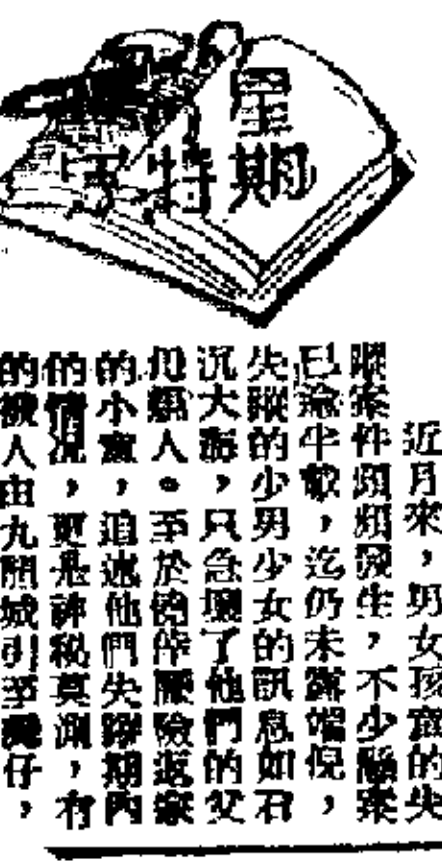 星期
特写
近月來，男女孩童的失
蹤案件頻頻發生，不少懸案
已逾半載，迄仍未露端倪，
失蹤的少男少女的訊息如石
沉大海，只急壞了他們的父
母親人。至於僥倖歷險返家
的小童，追述他們失蹤期內
的情況，更是神秘莫測，有
的被人由九龍城引至灣仔，